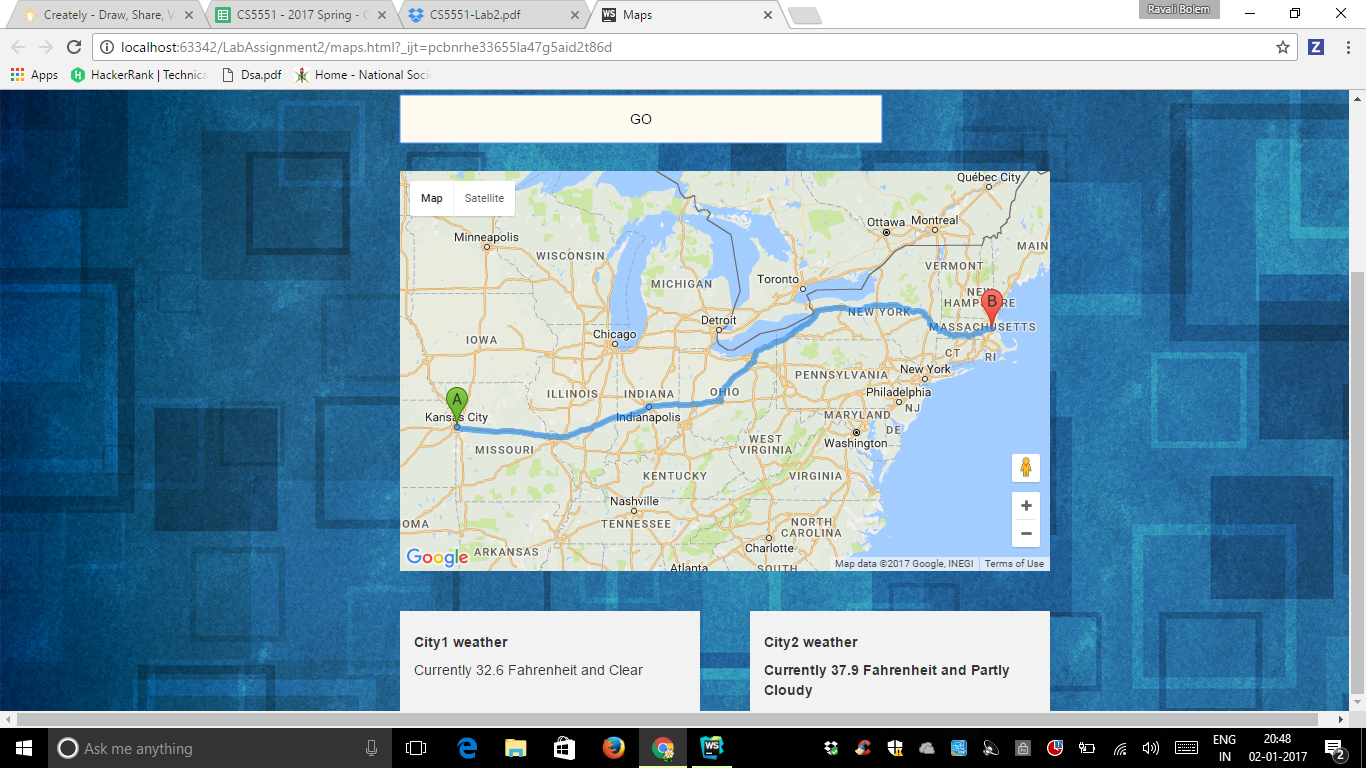 Creately - Draw, Share, V
CS5551 - 2017 Spring - G
CS5551-Lab2.pdf
WS Maps
Ravali Bolem
localhost:63342/LabAssignment2/maps.html?_ijt=pcbnrhe33655la47g5aid2t86d
Z
Apps
HackerRank | Technica
Dsa.pdf
Home - National Soci
GO
Map
Satellite
Québec City
Ottawa
Montreal
Minneapolis
MAIN
WISCONSIN
VERMONT
Toronto
MICHIGAN
NEW HAMPSHIRE
B
NEW YORK
Detroit
MASSACHUSETTS
Chicago
IOWA
CT
RI
New York
PENNSYLVANIA
ILLINOIS
INDIANA
OHIO
Philadelphia
A
NJ
Kansas City
Indianapolis
MARYLAND
DE
Washington
MISSOURI
WEST
VIRGINIA
KENTUCKY
VIRGINIA
Nashville
TENNESSEE
NORTH
CAROLINA
OMA
Charlotte
ARKANSAS
Atlanta
SOUTH
Google
Map data ©2017 Google, INEGI
Terms of Use
City1 weather
Currently 32.6 Fahrenheit and Clear
City2 weather
Currently 37.9 Fahrenheit and Partly
Cloudy
Ask me anything
WS
ENG
IN
20:48
02-01-2017
2